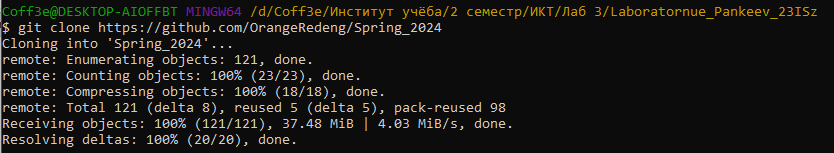 Coff3e@DESKTOP-AIOFFBT MINGW64 /d/Coff3e/Институт учёба/2 семестр/ИКТ/Лаб 3/Laboratornue_Pankeev_23ISz
$ git clone https://github.com/OrangeRedeng/Spring_2024
Cloning into 'Spring_2024'...
remote: Enumerating objects: 121, done.
remote: Counting objects: 100% (23/23), done.
remote: Compressing objects: 100% (18/18), done.
remote: Total 121 (delta 8), reused 5 (delta 5), pack-reused 98
Receiving objects: 100% (121/121), 37.48 MiB | 4.03 MiB/s, done.
Resolving deltas: 100% (20/20), done.